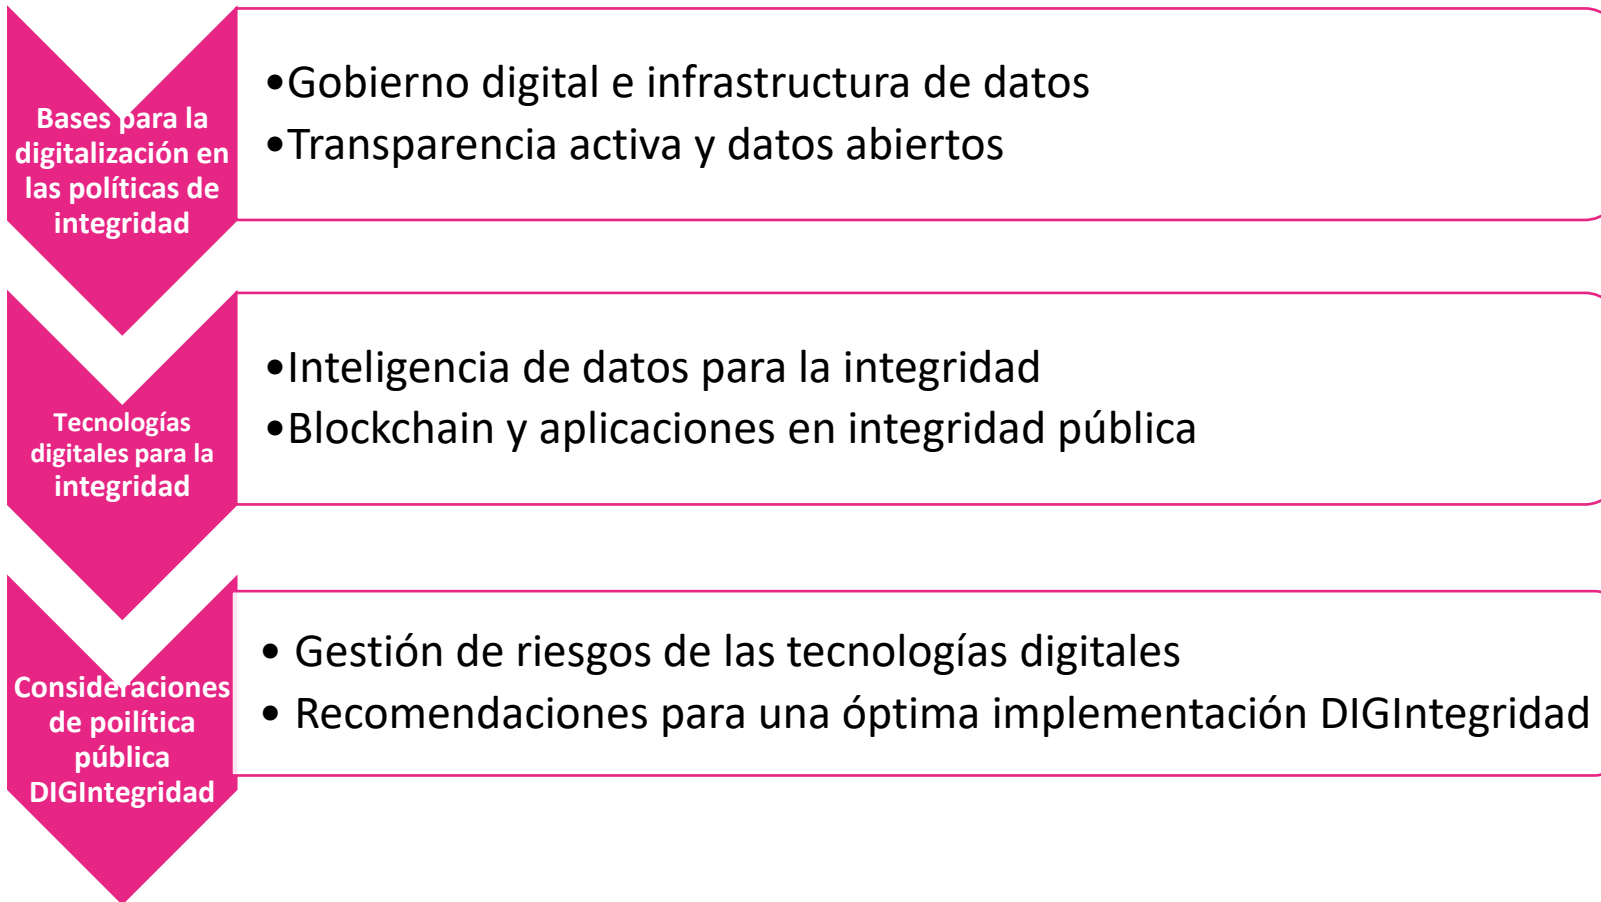 Bases para la
digitalización en
las políticas de
integridad
•Gobierno digital e infrastructura de datos
•Transparencia activa y datos abiertos
Tecnologías
digitales para la
integridad
•Inteligencia de datos para la integridad
•Blockchain y aplicaciones en integridad pública
Consideraciones
de poilítica
pública
DIGIntegridad
• Gestión de riesgos de las tecnologías digitales
• Recomendaciones para una óptima implementación DIGIntegridad